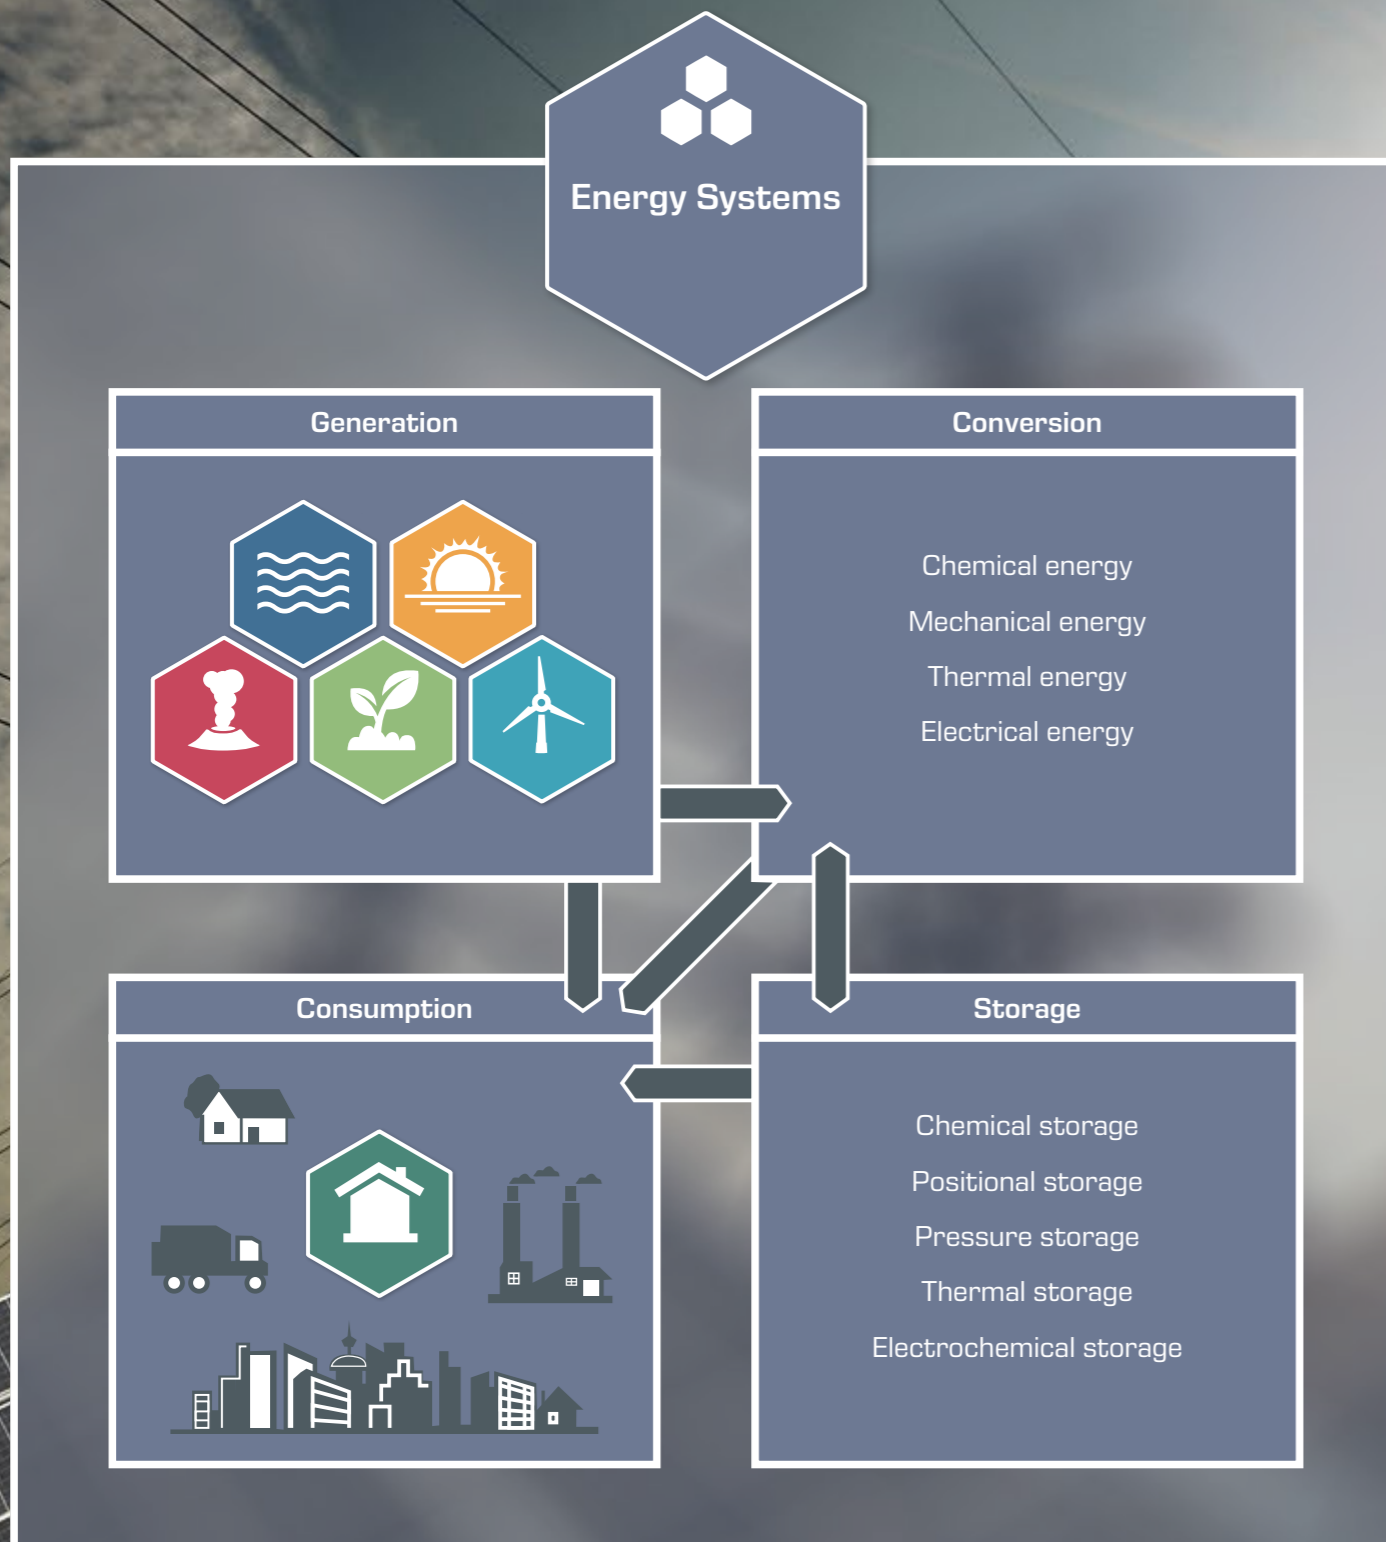 Energy Systems
Generation
Conversion
Chemical energy
Mechanical energy
Thermal energy
Electrical energy
Consumption
Storage
Chemical storage
Positional storage
Pressure storage
Thermal storage
Electrochemical storage